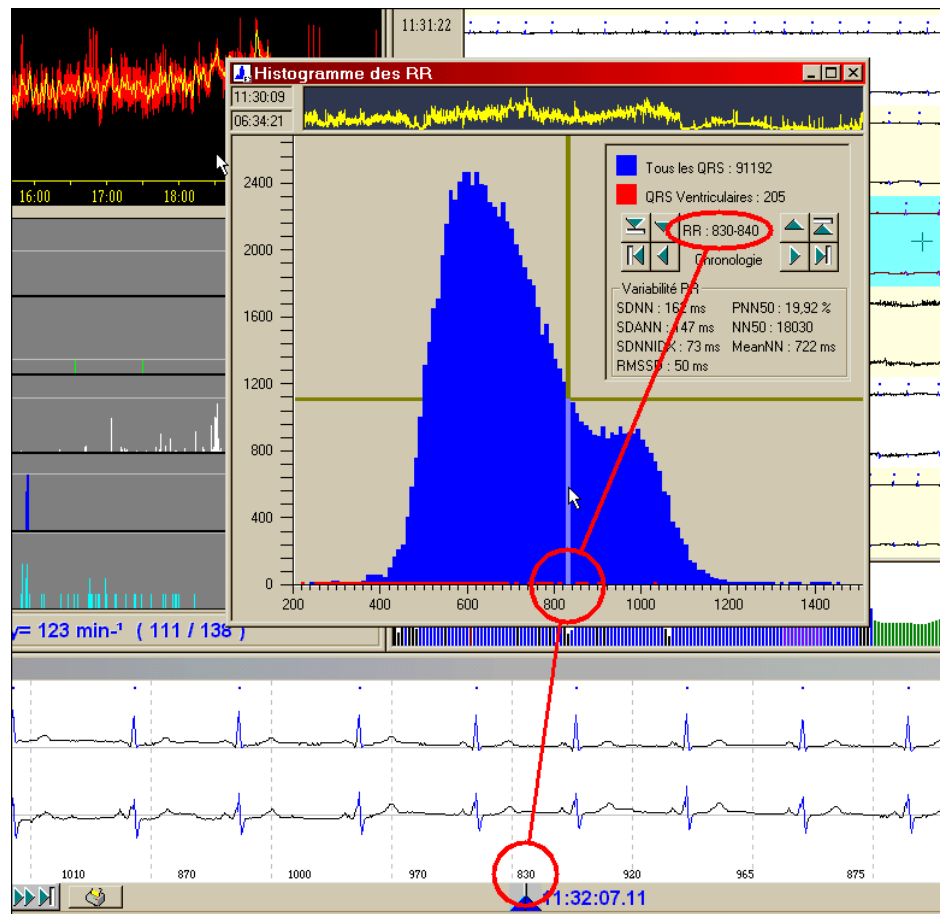 11:31:22
Histogramme des RR
11:30:09
06:34:21
2400
2000
1600
1200
800
400
0
200 400 600 800 1000 1200 1400
Tous les QRS : 91192
QRS Ventriculaires : 205
RR : 830-840
Chronologie
Variabilité RR
SDNN : 162 ms PNN50 : 19,92 %
SDANN : 147 ms NN50 : 18030
SDNNIDX : 73 ms MeanNN : 722 ms
RMSSD : 50 ms
16:00 17:00 18:00
= 123 min-¹ ( 111 / 138 )
1010 870 1000 970 830 920 965 875
11:32:07.11